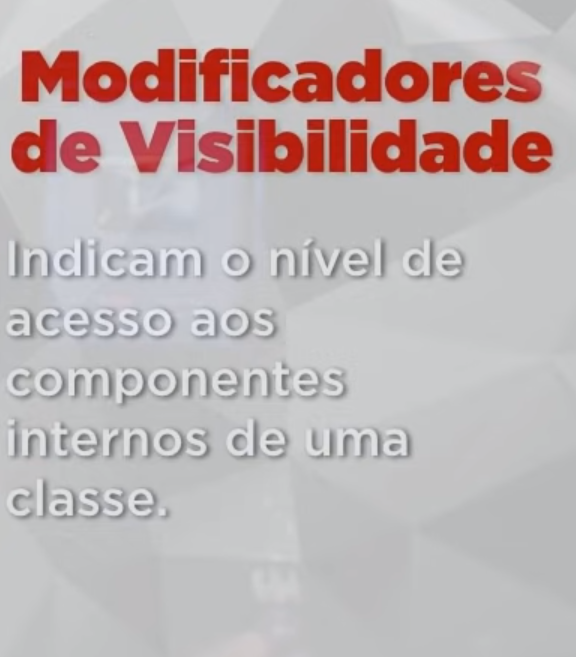 Modificadores
de Visibilidade
Indicam o nível de
acesso aos
componentes
internos de uma
classe.